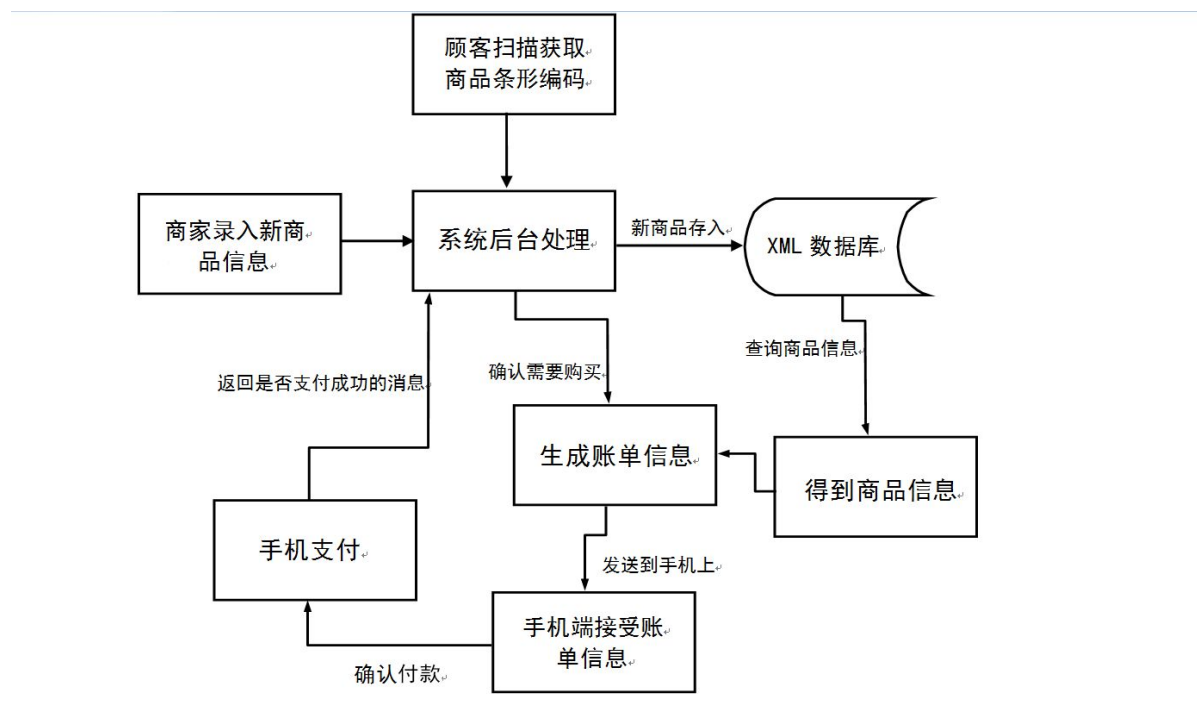 顾客扫描获取
商品条形编码
商家录入新商
品信息
系统后台处理
新商品存入
XML 数据库
查询商品信息
返回是否支付成功的消息
确认需要购买
生成账单信息
得到商品信息
手机支付
发送到手机上
手机端接受账
单信息
确认付款